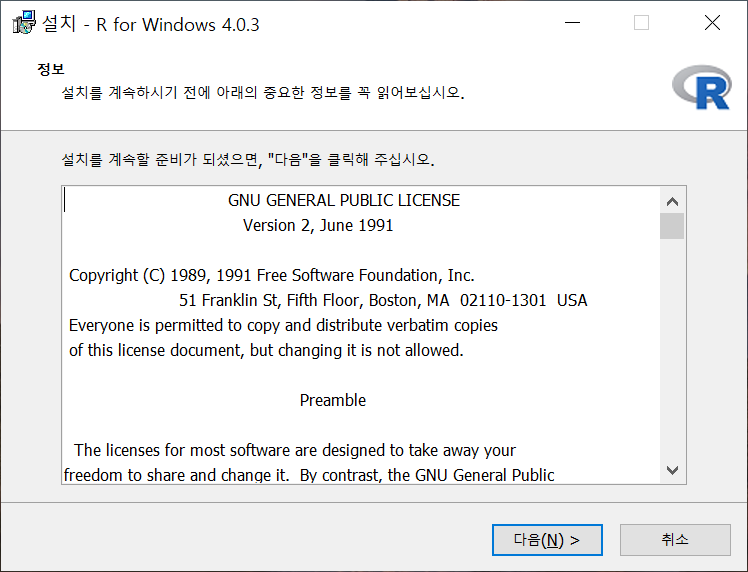 설치 - R for Windows 4.0.3
정보
설치를 계속하시기 전에 아래의 중요한 정보를 꼭 읽어보십시오.
R
설치를 계속할 준비가 되셨으면, "다음"을 클릭해 주십시오.
GNU GENERAL PUBLIC LICENSE
Version 2, June 1991
Copyright (C) 1989, 1991 Free Software Foundation, Inc.
51 Franklin St, Fifth Floor, Boston, MA  02110-1301  USA
Everyone is permitted to copy and distribute verbatim copies
of this license document, but changing it is not allowed.
Preamble
The licenses for most software are designed to take away your
freedom to share and change it.  By contrast, the GNU General Public
다음(N) >
취소